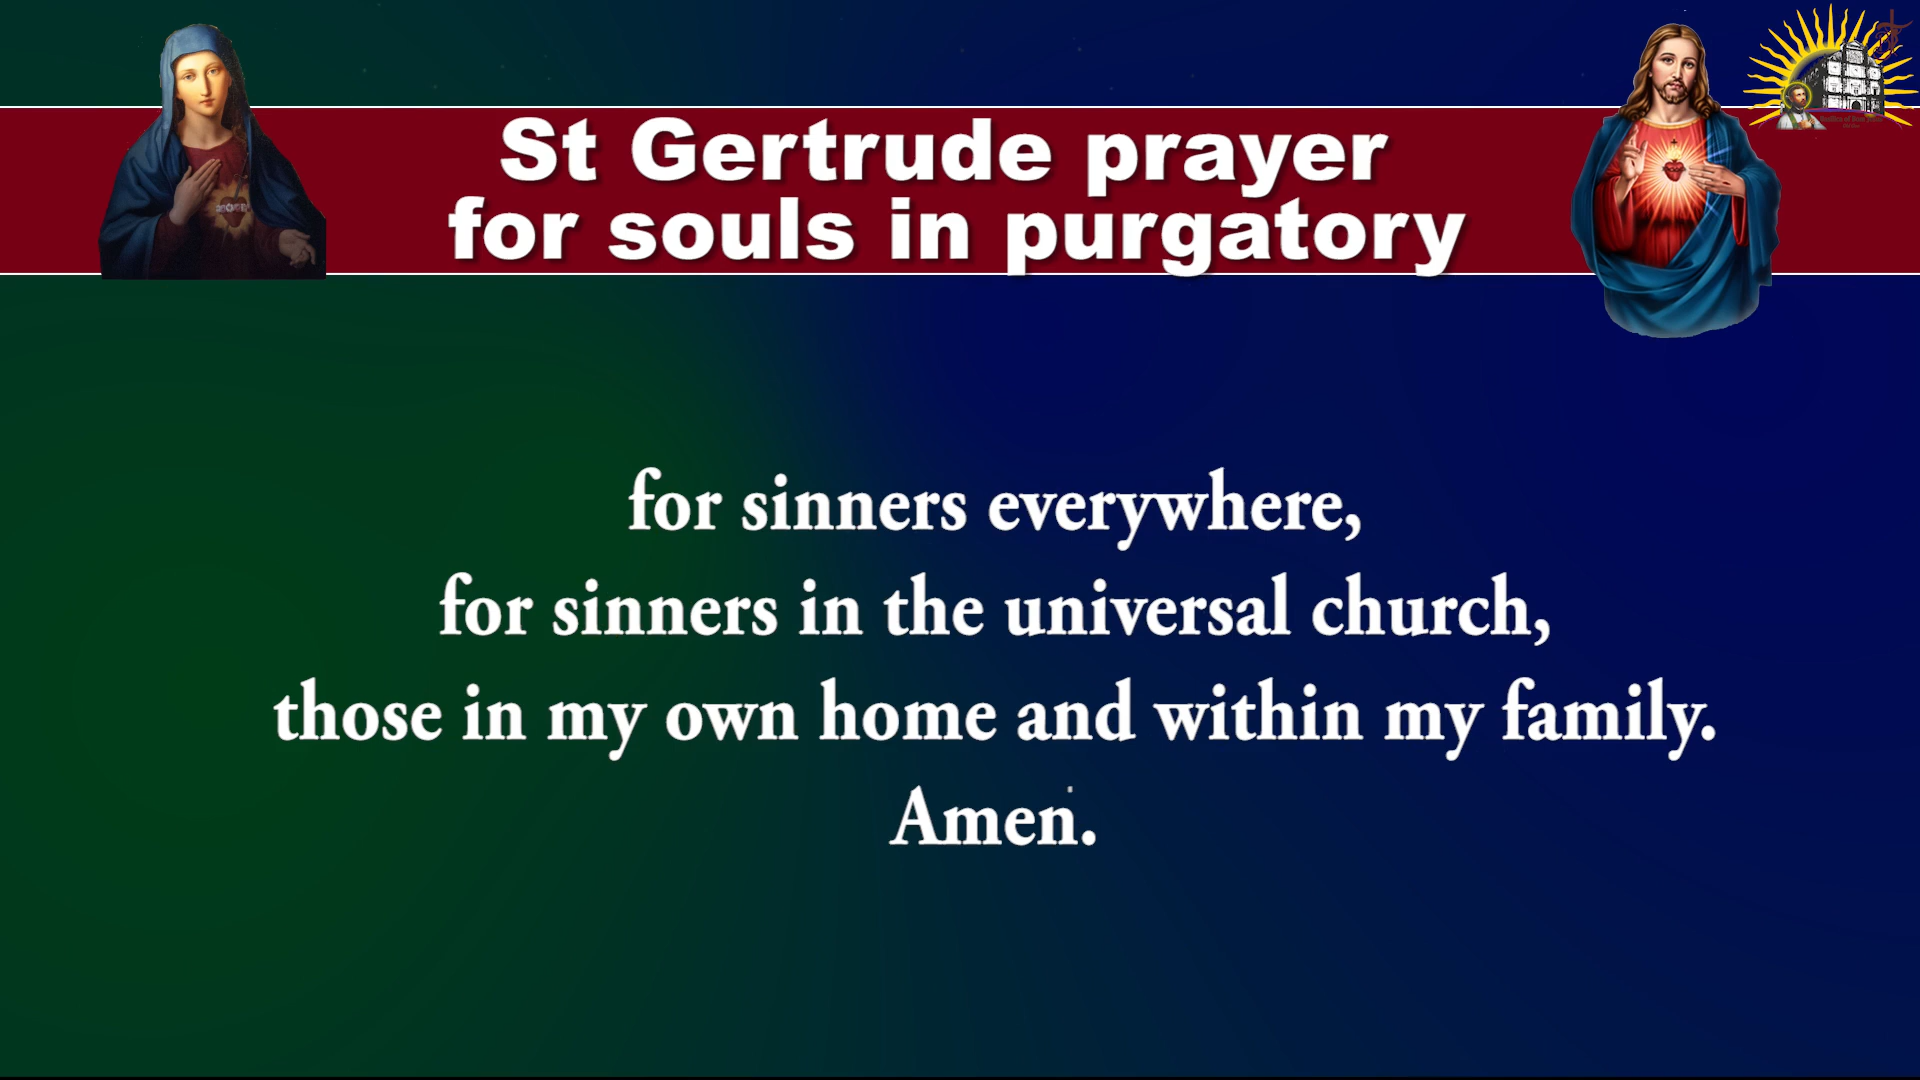 St Gertrude prayer
for souls in purgatory
for sinners everywhere,
for sinners in the universal church,
those in my own home and within my family.
Amen.